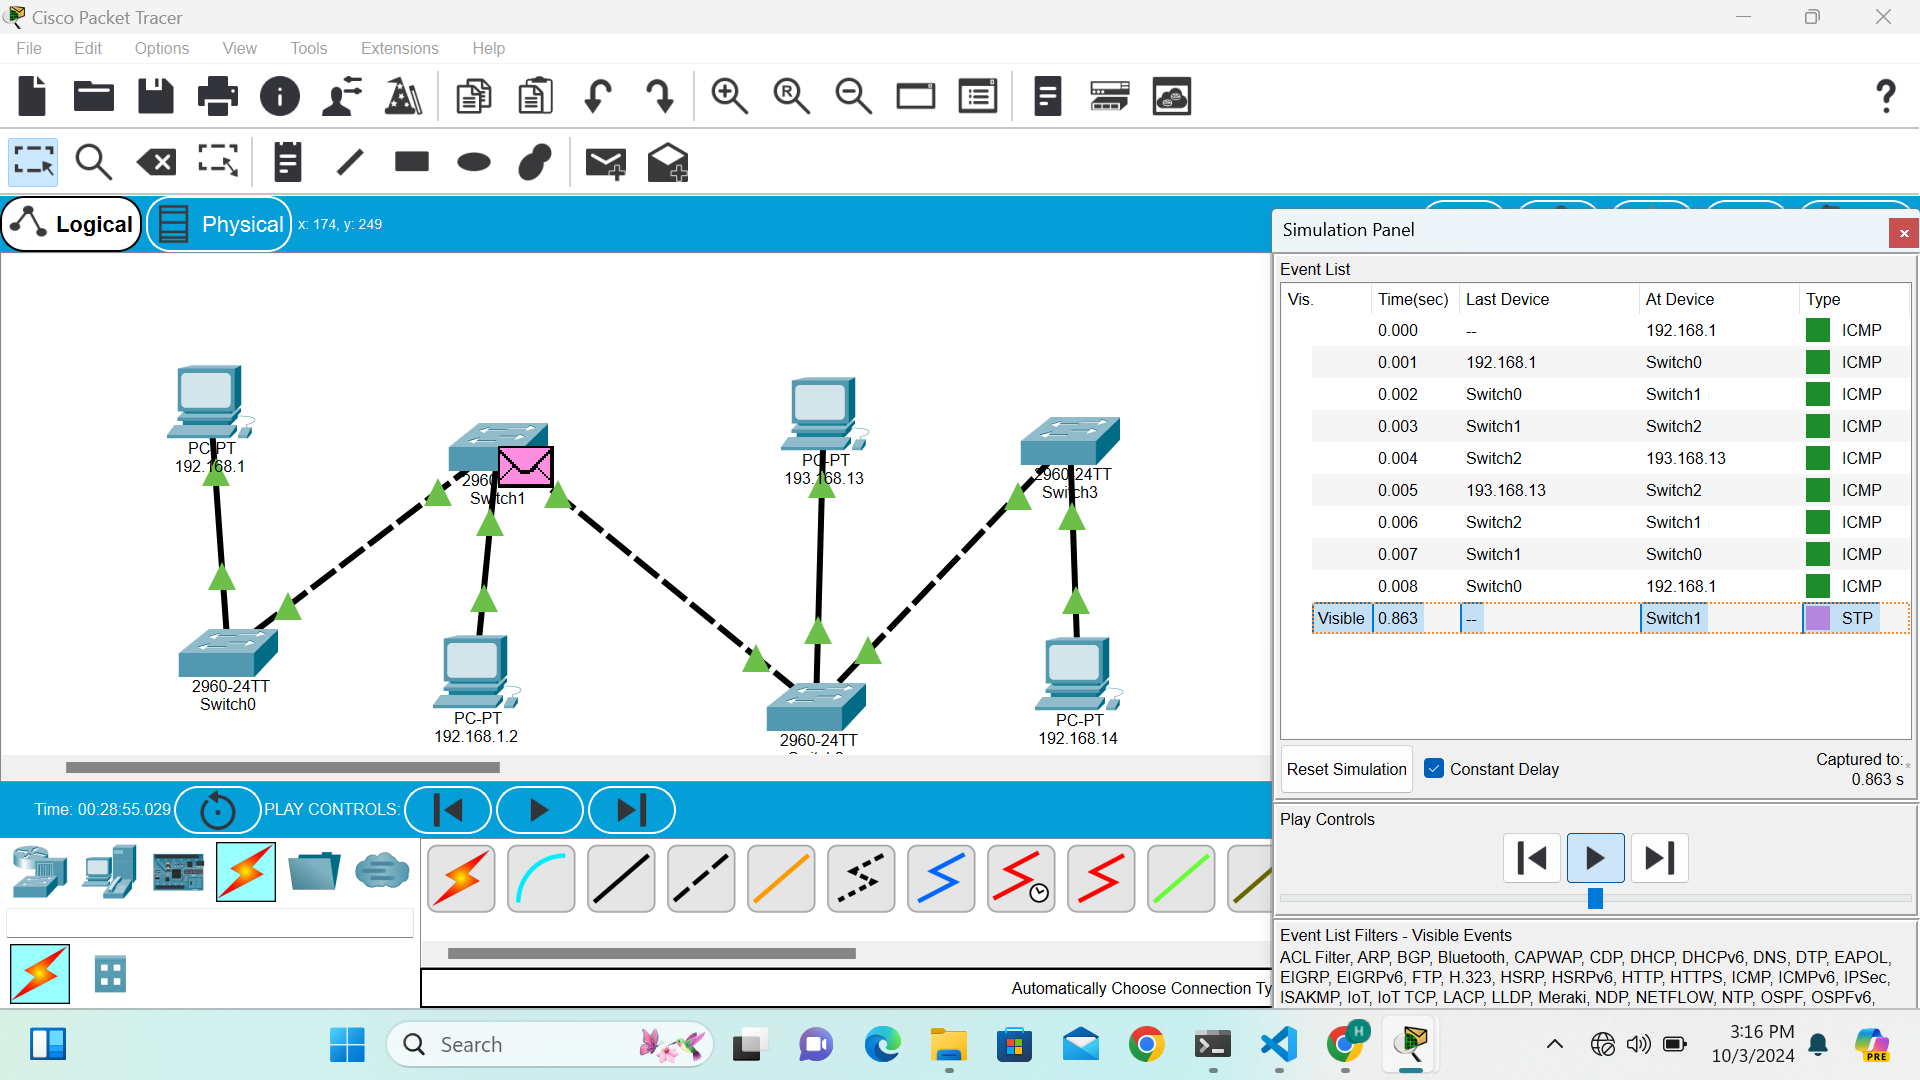 Cisco Packet Tracer
File Edit Options View Tools Extensions Help
Logical Physical x: 174, y: 249
PC-PT
192.168.1
Switch1
PC-PT
193.168.13
2960-24TT
Switch3
2960-24TT
Switch0
PC-PT
192.168.1.2
2960-24TT
PC-PT
192.168.14
Simulation Panel
Event List
Vis. Time(sec) Last Device At Device Type
0.000 -- 192.168.1 ICMP
0.001 192.168.1 Switch0 ICMP
0.002 Switch0 Switch1 ICMP
0.003 Switch1 Switch2 ICMP
0.004 Switch2 193.168.13 ICMP
0.005 193.168.13 Switch2 ICMP
0.006 Switch2 Switch1 ICMP
0.007 Switch1 Switch0 ICMP
0.008 Switch0 192.168.1 ICMP
Visible 0.863 -- Switch1 STP
Reset Simulation Constant Delay Captured to:*
0.863 s
Time: 00:28:55.029 PLAY CONTROLS:
Play Controls
Event List Filters - Visible Events
ACL Filter, ARP, BGP, Bluetooth, CAPWAP, CDP, DHCP, DHCPv6, DNS, DTP, EAPOL,
EIGRP, EIGRPv6, FTP, H.323, HSRP, HSRPv6, HTTP, HTTPS, ICMP, ICMPv6, IPSec,
ISAKMP, IoT, IoT TCP, LACP, LLDP, Meraki, NDP, NETFLOW, NTP, OSPF, OSPFv6,
Automatically Choose Connection Ty
Search
H
3:16 PM
10/3/2024
PRE